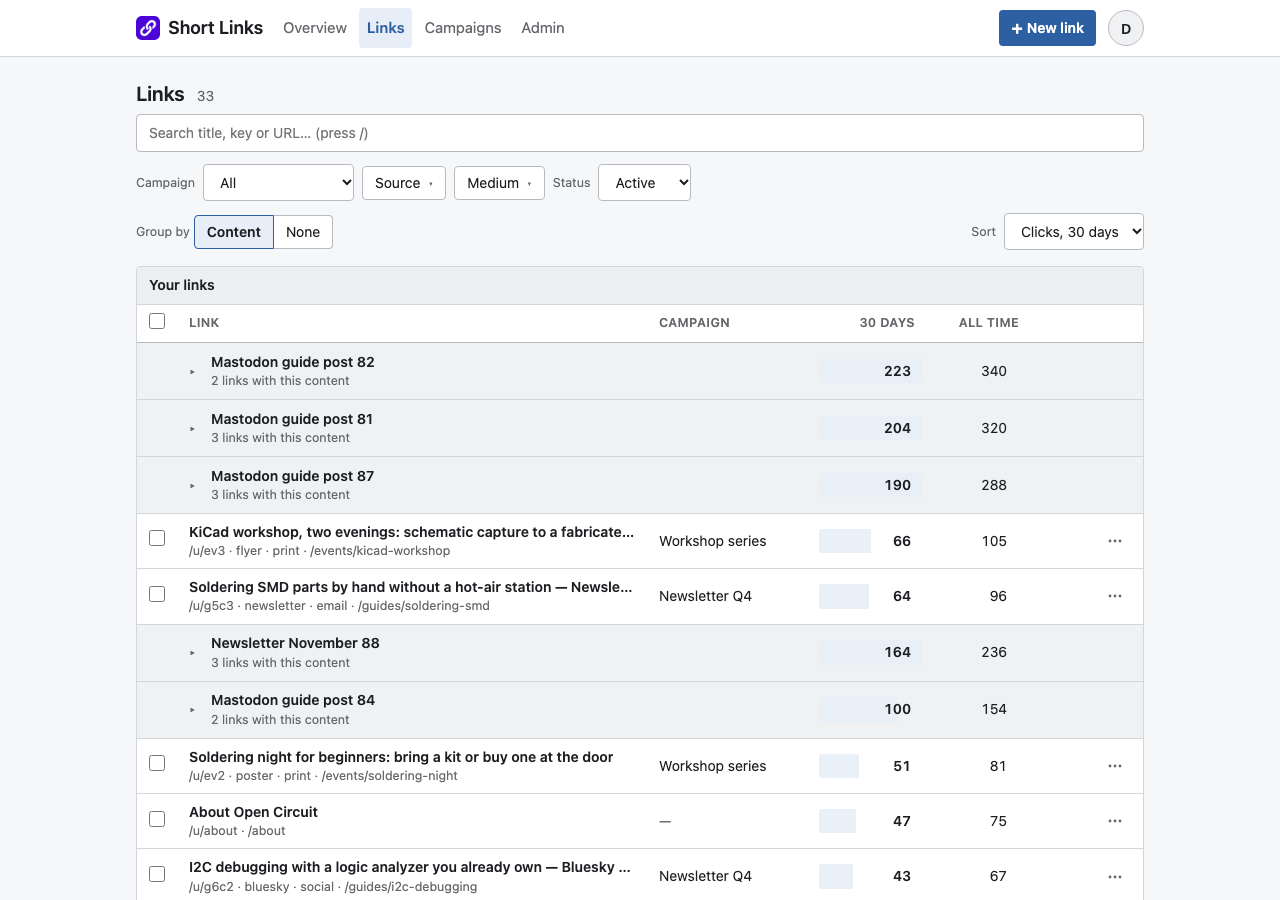 Short Links Overview Links Campaigns Admin + New link D
Links 33
Search title, key or URL... (press /)
Campaign All Source Medium Status Active
Group by Content None Sort Clicks, 30 days
Your links
LINK CAMPAIGN 30 DAYS ALL TIME
Mastodon guide post 82
2 links with this content
223 340
Mastodon guide post 81
3 links with this content
204 320
Mastodon guide post 87
3 links with this content
190 288
KiCad workshop, two evenings: schematic capture to a fabricate...
/u/ev3 · flyer · print · /events/kicad-workshop
Workshop series 66 105 ···
Soldering SMD parts by hand without a hot-air station — Newsle...
/u/g5c3 · newsletter · email · /guides/soldering-smd
Newsletter Q4 64 96 ···
Newsletter November 88
3 links with this content
164 236
Mastodon guide post 84
2 links with this content
100 154
Soldering night for beginners: bring a kit or buy one at the door
/u/ev2 · poster · print · /events/soldering-night
Workshop series 51 81 ···
About Open Circuit
/u/about · /about
— 47 75 ···
I2C debugging with a logic analyzer you already own — Bluesky ...
/u/g6c2 · bluesky · social · /guides/i2c-debugging
Newsletter Q4 43 67 ···